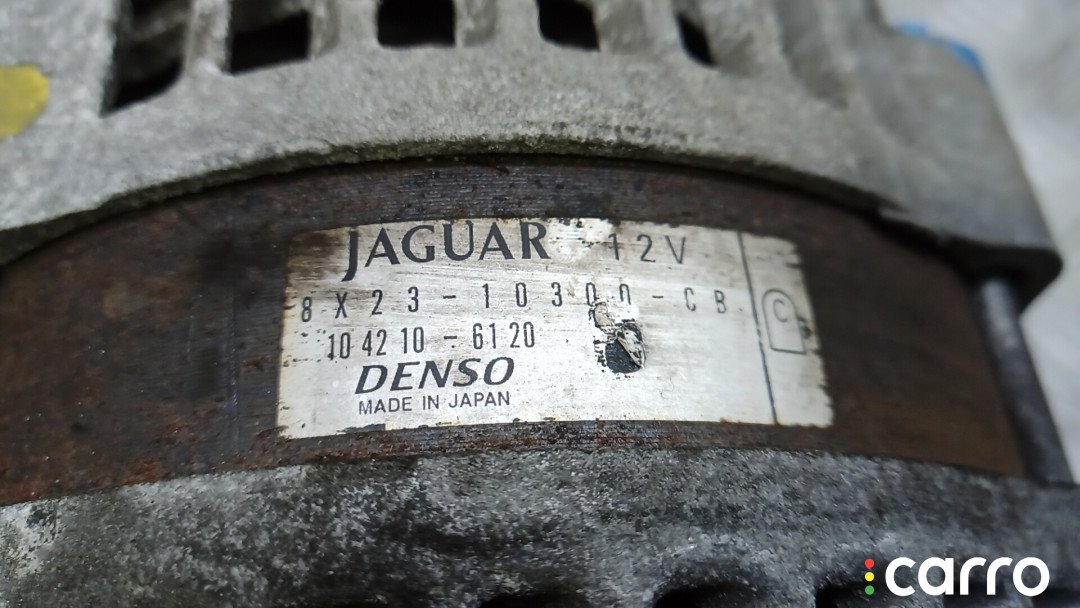 JAGUAR 12V
8X23-10300-CB
104210-6120
C
DENSO
MADE IN JAPAN
carro